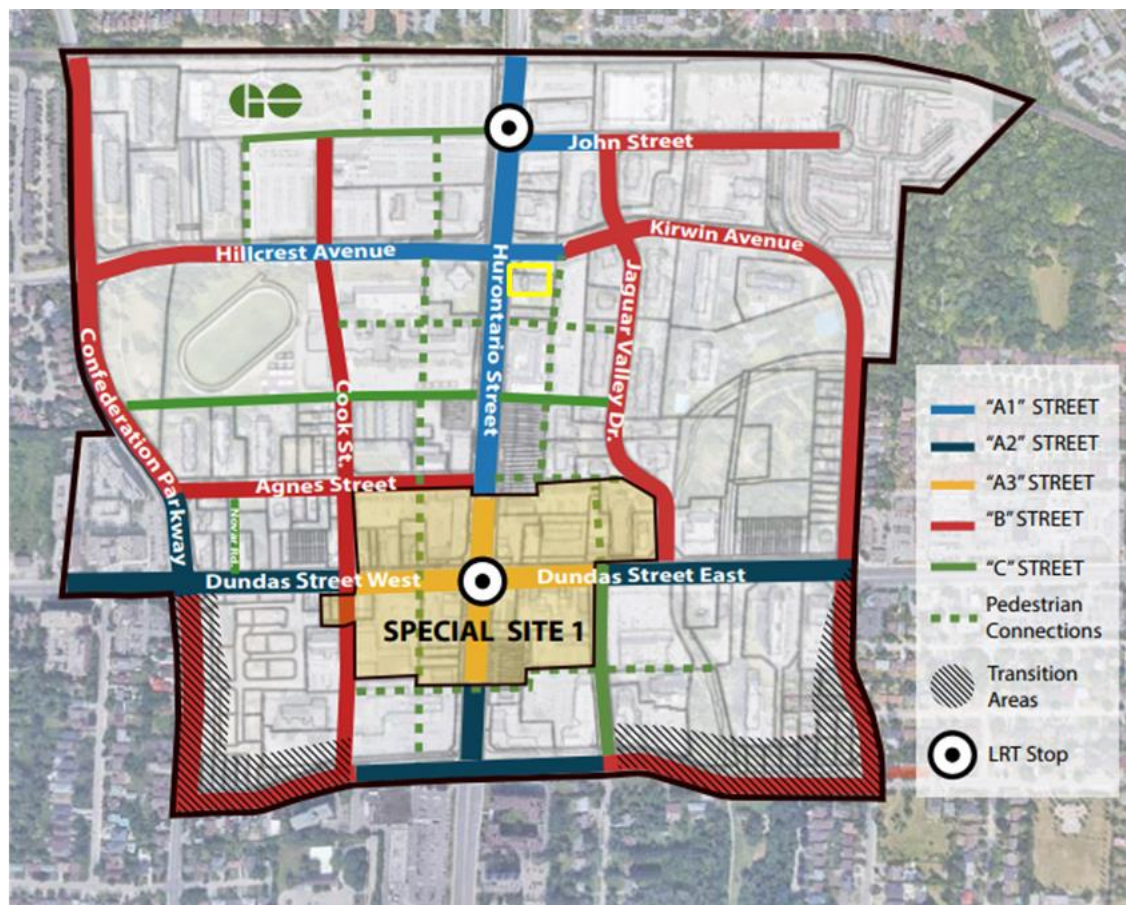 GO
John Street
Kirwin Avenue
Hillcrest Avenue
Hurontario Street
Jaguar Valley Dr.
Confederation Parkway
Cook St.
Agnes Street
Novar Rd.
Dundas Street West
Dundas Street East
SPECIAL SITE 1
“A1” STREET
“A2” STREET
“A3” STREET
“B” STREET
“C” STREET
Pedestrian
Connections
Transition
Areas
LRT Stop